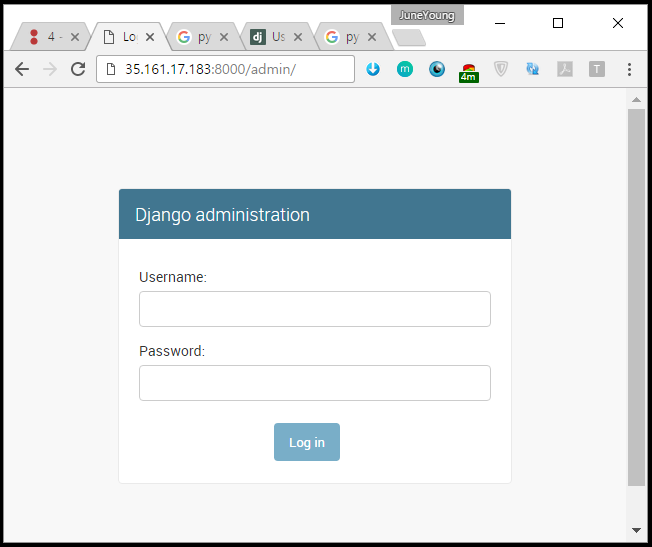 JuneYoung
4 -
Lo
py
dj
Us
py
35.161.17.183:8000/admin/
m
4m
T
Django administration
Username:
Password:
Log in